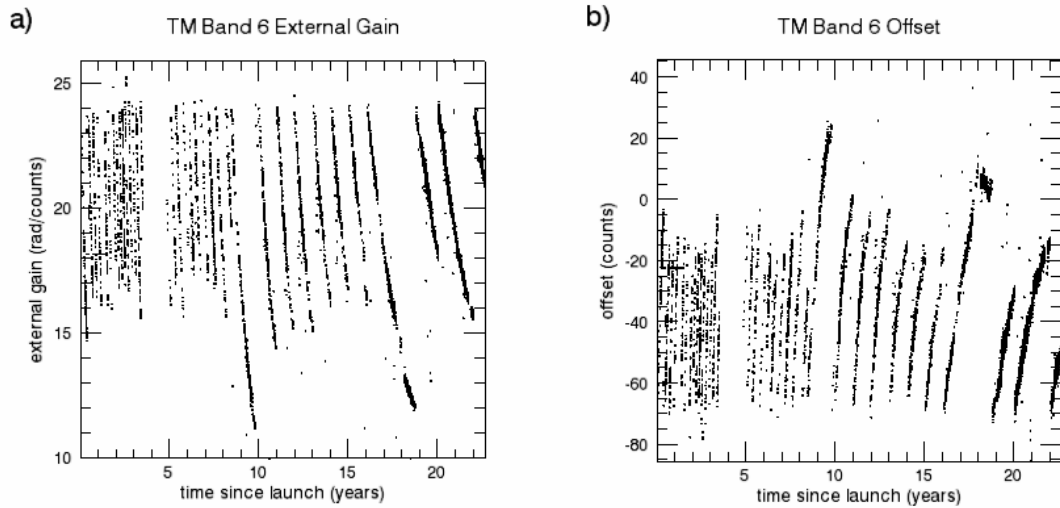 a)
TM Band 6 External Gain
external gain (rad/counts)
25
20
15
10
5 10 15 20
time since launch (years)
b)
TM Band 6 Offset
offset (counts)
40
20
0
-20
-40
-60
-80
5 10 15 20
time since launch (years)